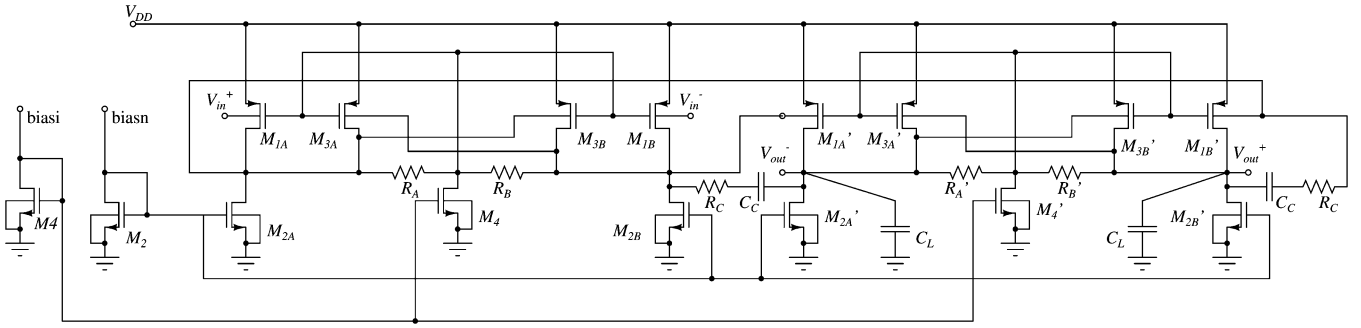 V_DD
biasi
biasn
V_in^+
V_in^-
M_1A
M_3A
M_3B
M_1B
M_1A'
M_3A'
M_3B'
M_1B'
V_out^-
V_out^+
R_A
R_B
R_C
C_C
R_A'
R_B'
C_C
R_C
M4
M_2
M_2A
M_4
M_2B
M_2A'
C_L
M_4'
C_L
M_2B'